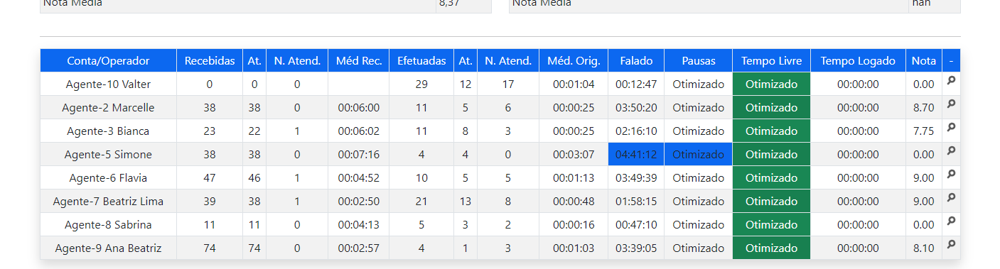 Nota Média 8,37 Nota Média nan
Conta/Operador Recebidas At. N. Atend. Méd Rec. Efetuadas At. N. Atend. Méd. Orig. Falado Pausas Tempo Livre Tempo Logado Nota -
Agente-10 Valter 0 0 0 29 12 17 00:01:04 00:12:47 Otimizado Otimizado 00:00:00 0.00
Agente-2 Marcelle 38 38 0 00:06:00 11 5 6 00:00:25 03:50:20 Otimizado Otimizado 00:00:00 8.70
Agente-3 Bianca 23 22 1 00:06:02 11 8 3 00:00:25 02:16:10 Otimizado Otimizado 00:00:00 7.75
Agente-5 Simone 38 38 0 00:07:16 4 4 0 00:03:07 04:41:12 Otimizado Otimizado 00:00:00 0.00
Agente-6 Flavia 47 46 1 00:04:52 10 5 5 00:01:13 03:49:39 Otimizado Otimizado 00:00:00 9.00
Agente-7 Beatriz Lima 39 38 1 00:02:50 21 13 8 00:00:48 01:58:15 Otimizado Otimizado 00:00:00 9.00
Agente-8 Sabrina 11 11 0 00:04:13 5 3 2 00:00:16 00:47:10 Otimizado Otimizado 00:00:00 0.00
Agente-9 Ana Beatriz 74 74 0 00:02:57 4 1 3 00:01:03 03:39:05 Otimizado Otimizado 00:00:00 8.10